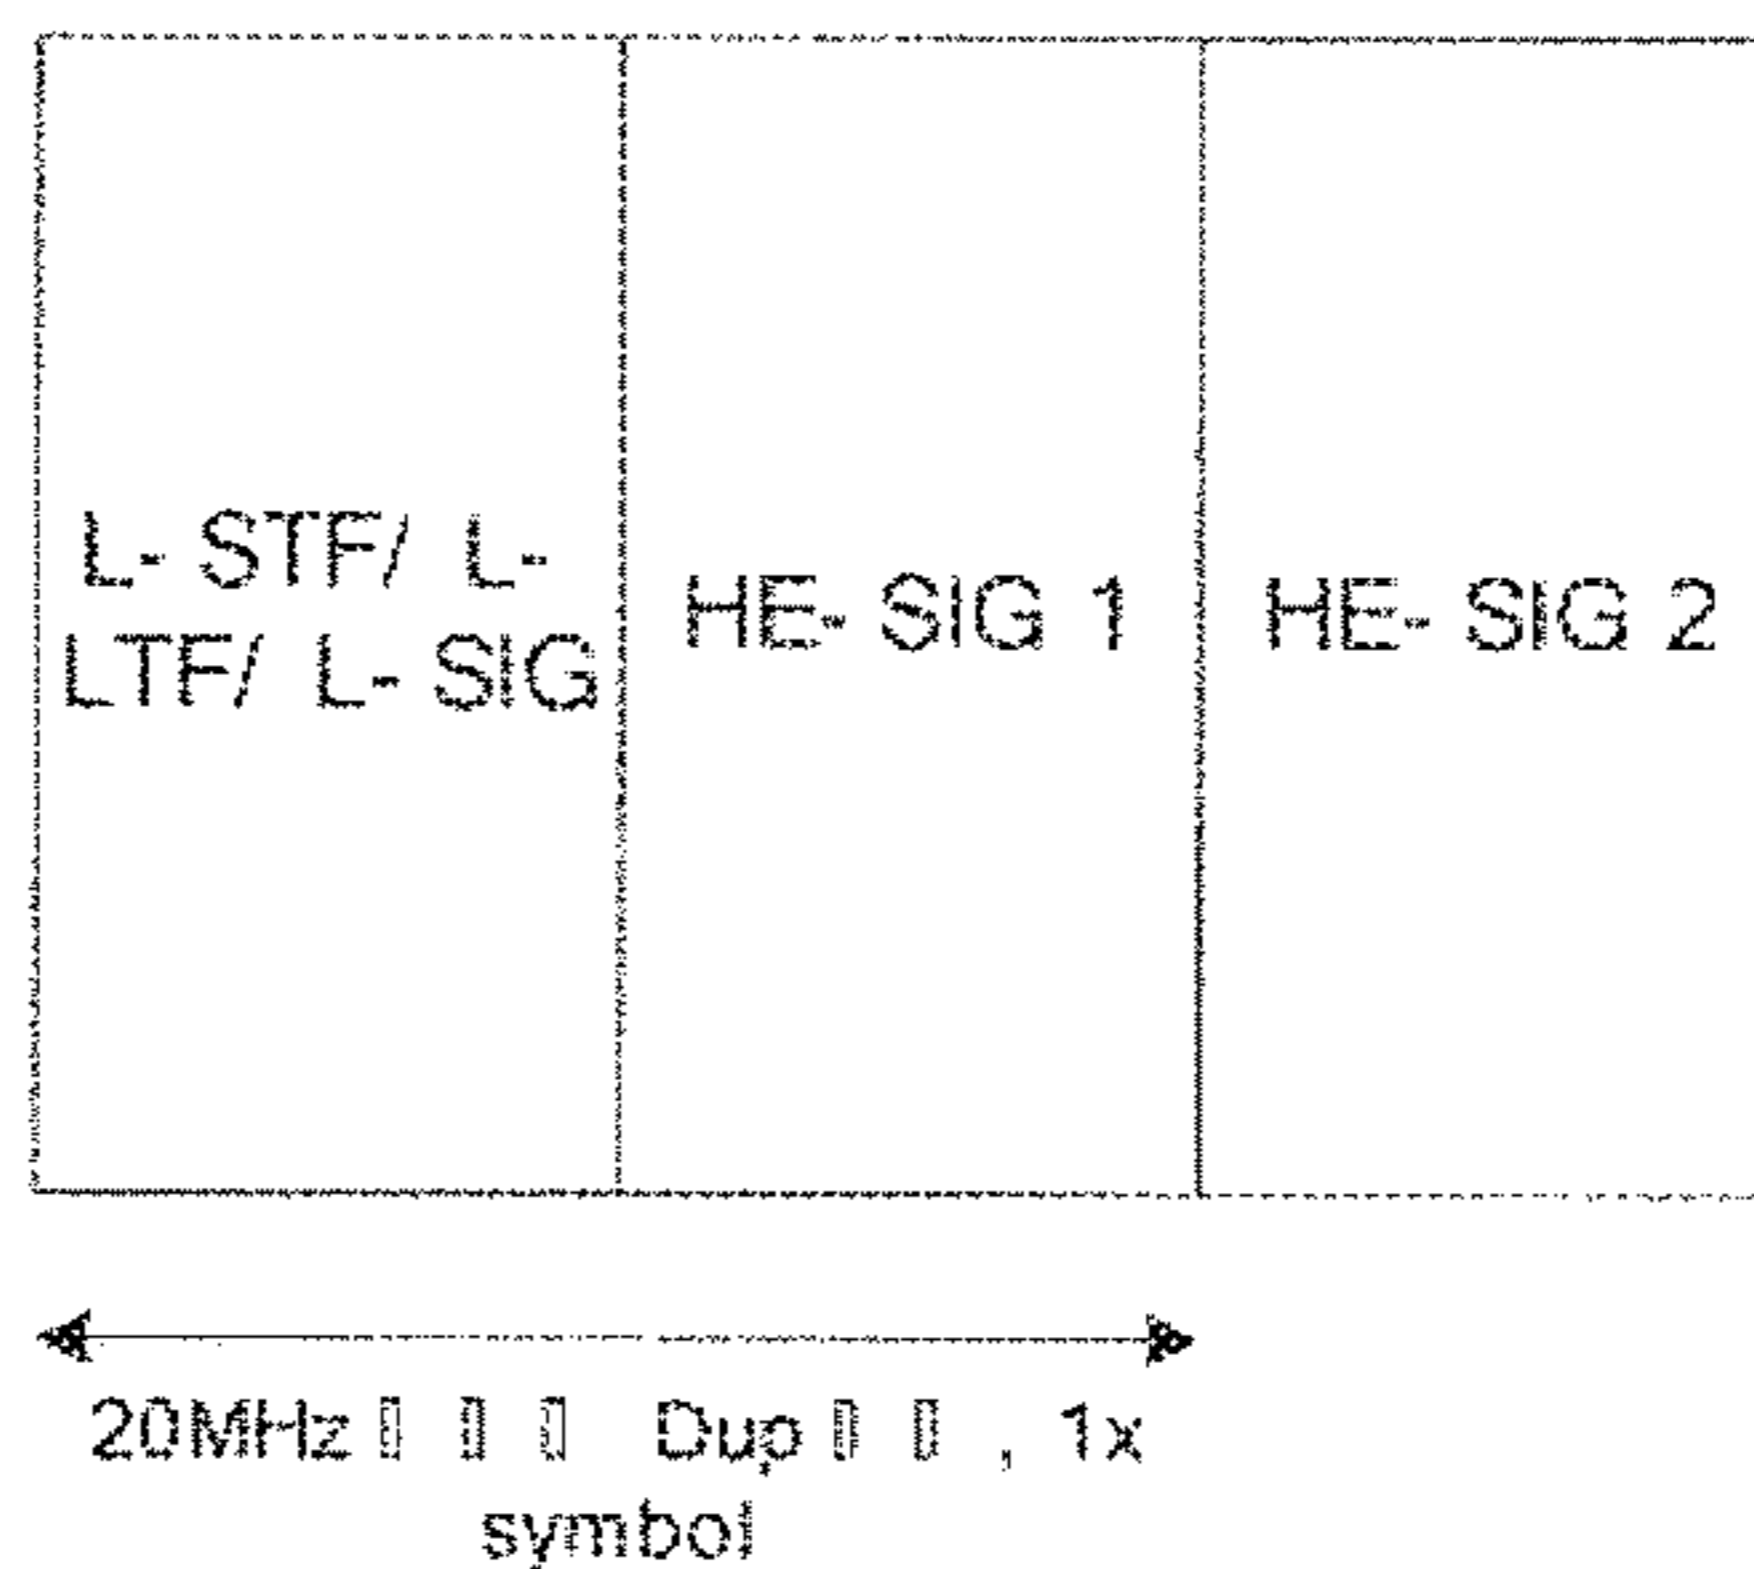 L- STF/ L-
LTF/ L- SIG
HE- SIG 1
HE- SIG 2
20MHz Dup , 1x
symbol